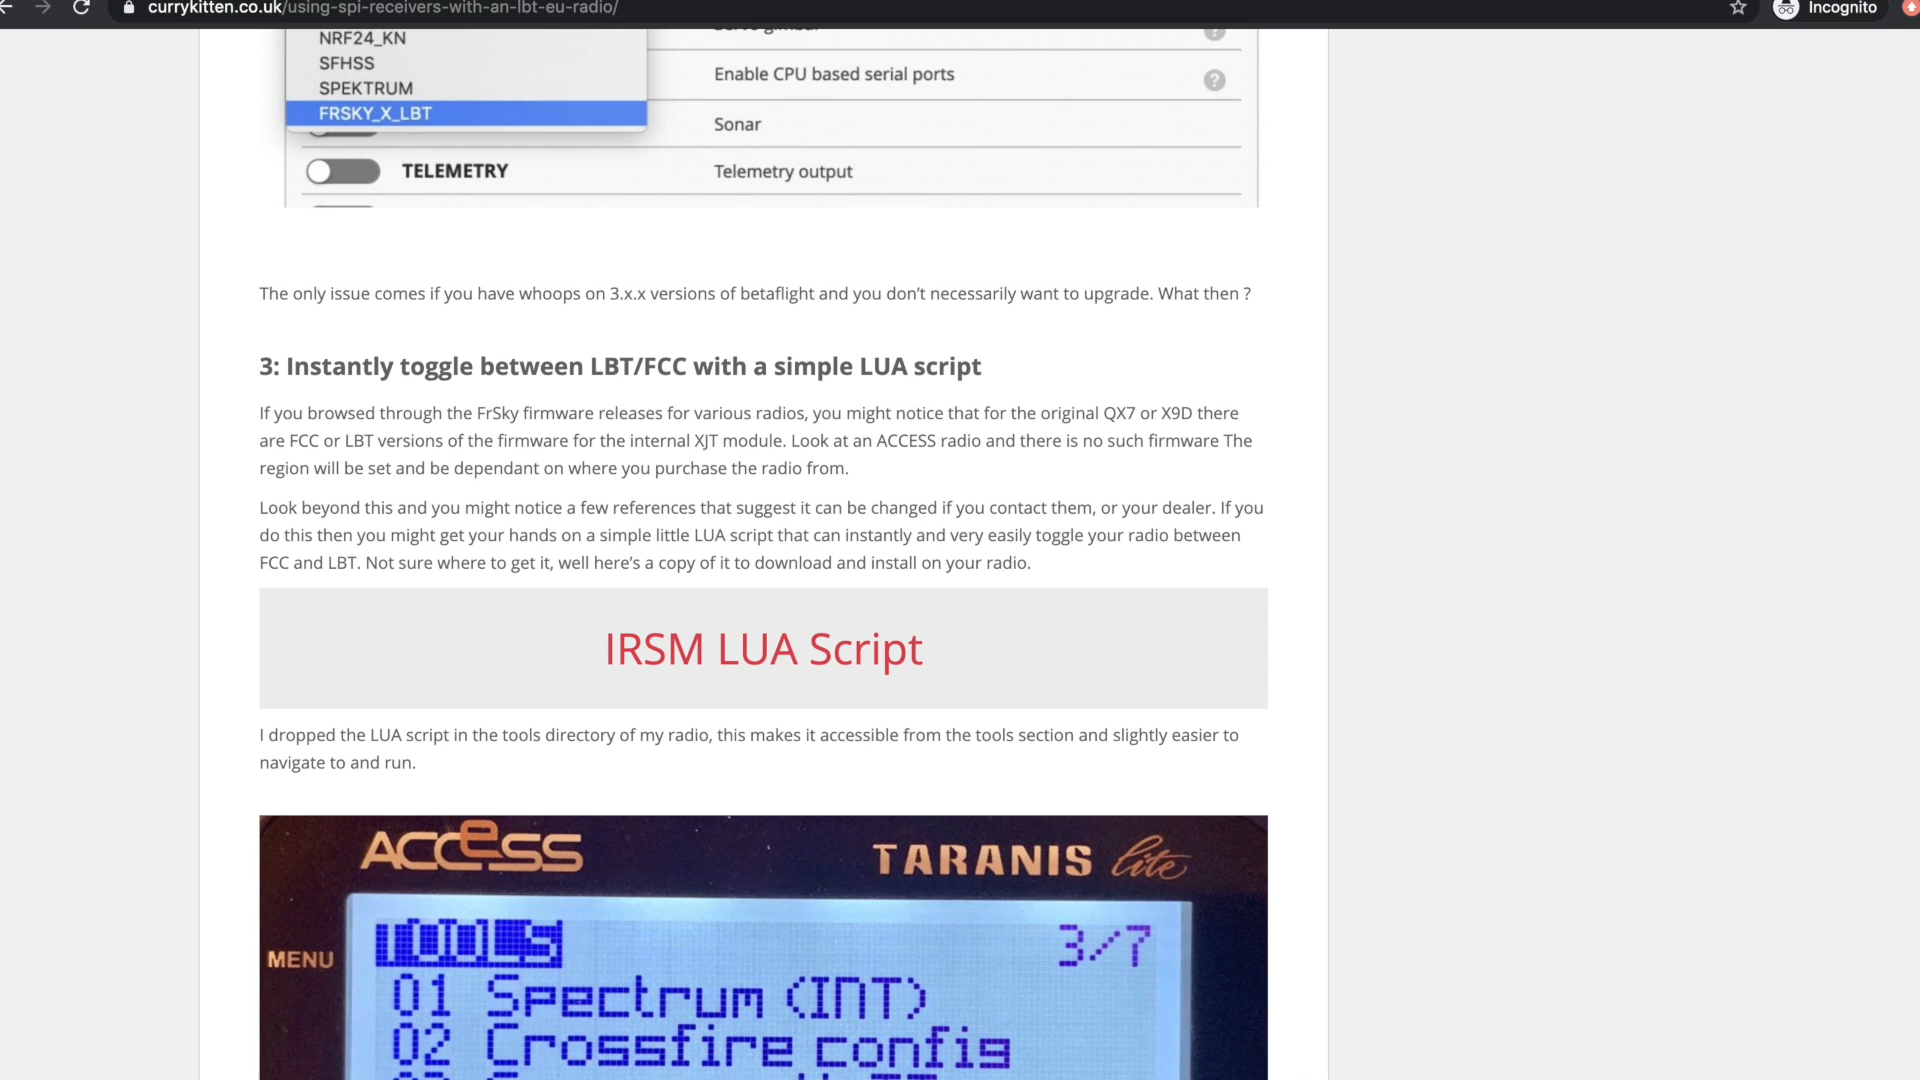 currykitten.co.uk/using-spi-receivers-with-an-lbt-eu-radio/
Incognito
NRF24_KN
SFHSS
SPEKTRUM
FRSKY_X_LBT
Enable CPU based serial ports
?
Sonar
TELEMETRY
Telemetry output
The only issue comes if you have whoops on 3.x.x versions of betaflight and you don't necessarily want to upgrade. What then ?
3: Instantly toggle between LBT/FCC with a simple LUA script
If you browsed through the FrSky firmware releases for various radios, you might notice that for the original QX7 or X9D there
are FCC or LBT versions of the firmware for the internal XJT module. Look at an ACCESS radio and there is no such firmware The
region will be set and be dependant on where you purchase the radio from.
Look beyond this and you might notice a few references that suggest it can be changed if you contact them, or your dealer. If you
do this then you might get your hands on a simple little LUA script that can instantly and very easily toggle your radio between
FCC and LBT. Not sure where to get it, well here's a copy of it to download and install on your radio.
IRSM LUA Script
I dropped the LUA script in the tools directory of my radio, this makes it accessible from the tools section and slightly easier to
navigate to and run.
ACCESS
TARANIS lite
MENU
TOOLS 3/7
01 Spectrum (INT)
02 Crossfire config